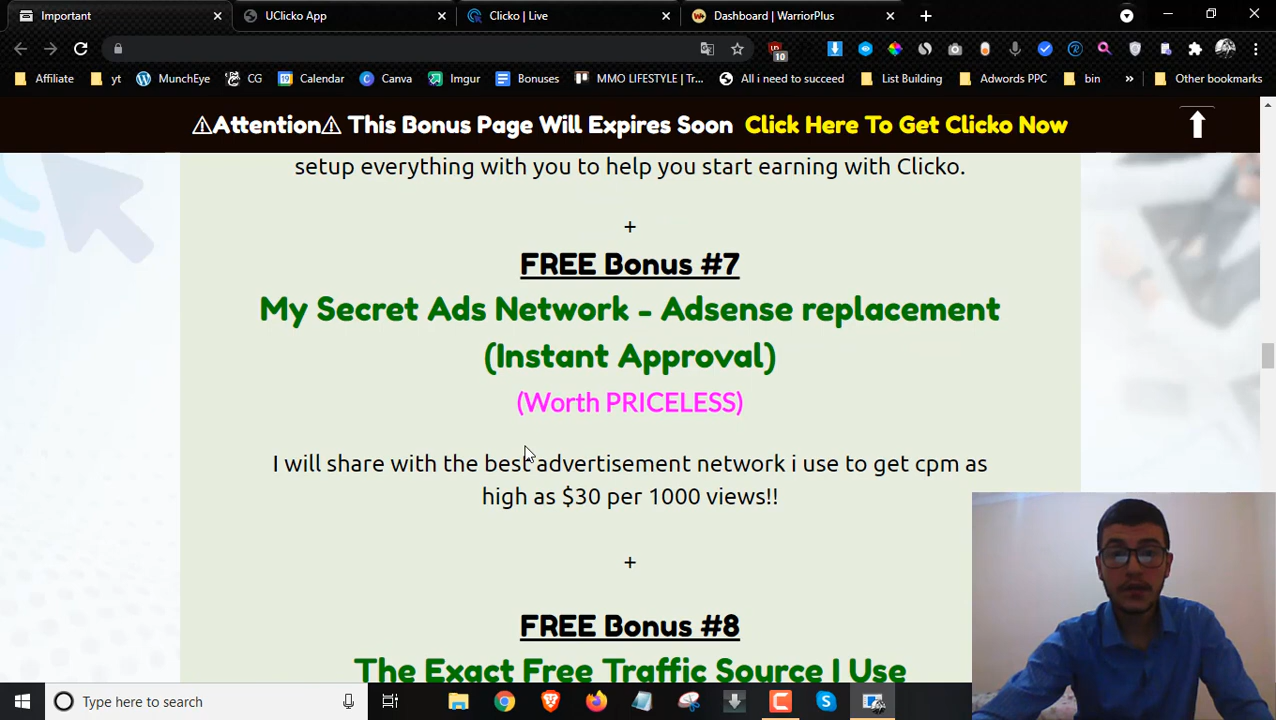 Important
UClicko App
Clicko | Live
Dashboard | WarriorPlus
10
Affiliate
yt
MunchEye
CG
Calendar
Canva
Imgur
Bonuses
MMO LIFESTYLE | Tr...
All i need to succeed
List Building
Adwords PPC
bin
»
Other bookmarks
⚠Attention⚠ This Bonus Page Will Expires Soon Click Here To Get Clicko Now
setup everything with you to help you start earning with Clicko.
+
FREE Bonus #7
My Secret Ads Network - Adsense replacement
(Instant Approval)
(Worth PRICELESS)
I will share with the best advertisement network i use to get cpm as
high as $30 per 1000 views!!
+
FREE Bonus #8
The Exact Free Traffic Source I Use
Type here to search